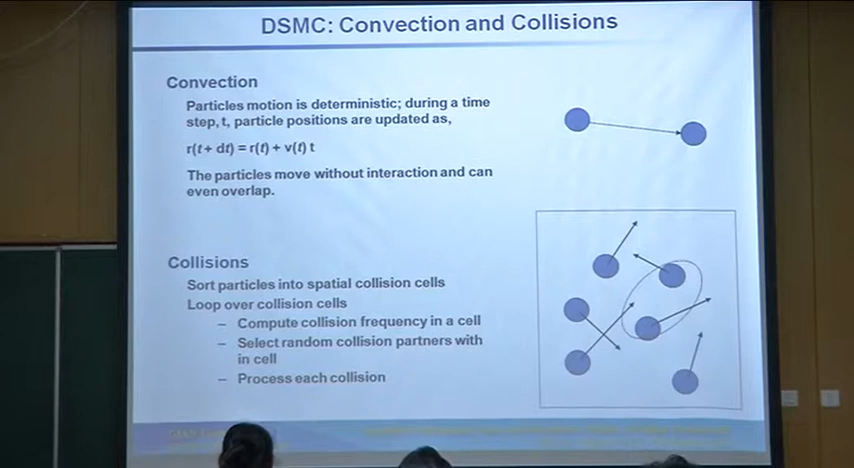 DSMC: Convection and Collisions
Convection
Particles motion is deterministic; during a time
step, t, particle positions are updated as,
r(t+ dt) = r(t) + v(t) t
The particles move without interaction and can
even overlap.
Collisions
Sort particles into spatial collision cells
Loop over collision cells
– Compute collision frequency in a cell
– Select random collision partners with
in cell
– Process each collision